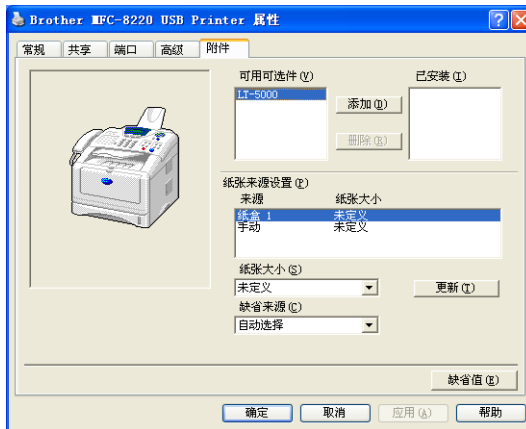 Brother MFC-8220 USB Printer 属性
常规 共享 端口 高级 附件
可用可选件(V) 已安装(I)
LT-5000
添加(D)
删除(R)
纸张来源设置(P)
来源 纸张大小
纸盒 1 未定义
手动 未定义
纸张大小(S)
未定义 更新(T)
缺省来源(C)
自动选择
缺省值(E)
确定 取消 应用(A) 帮助